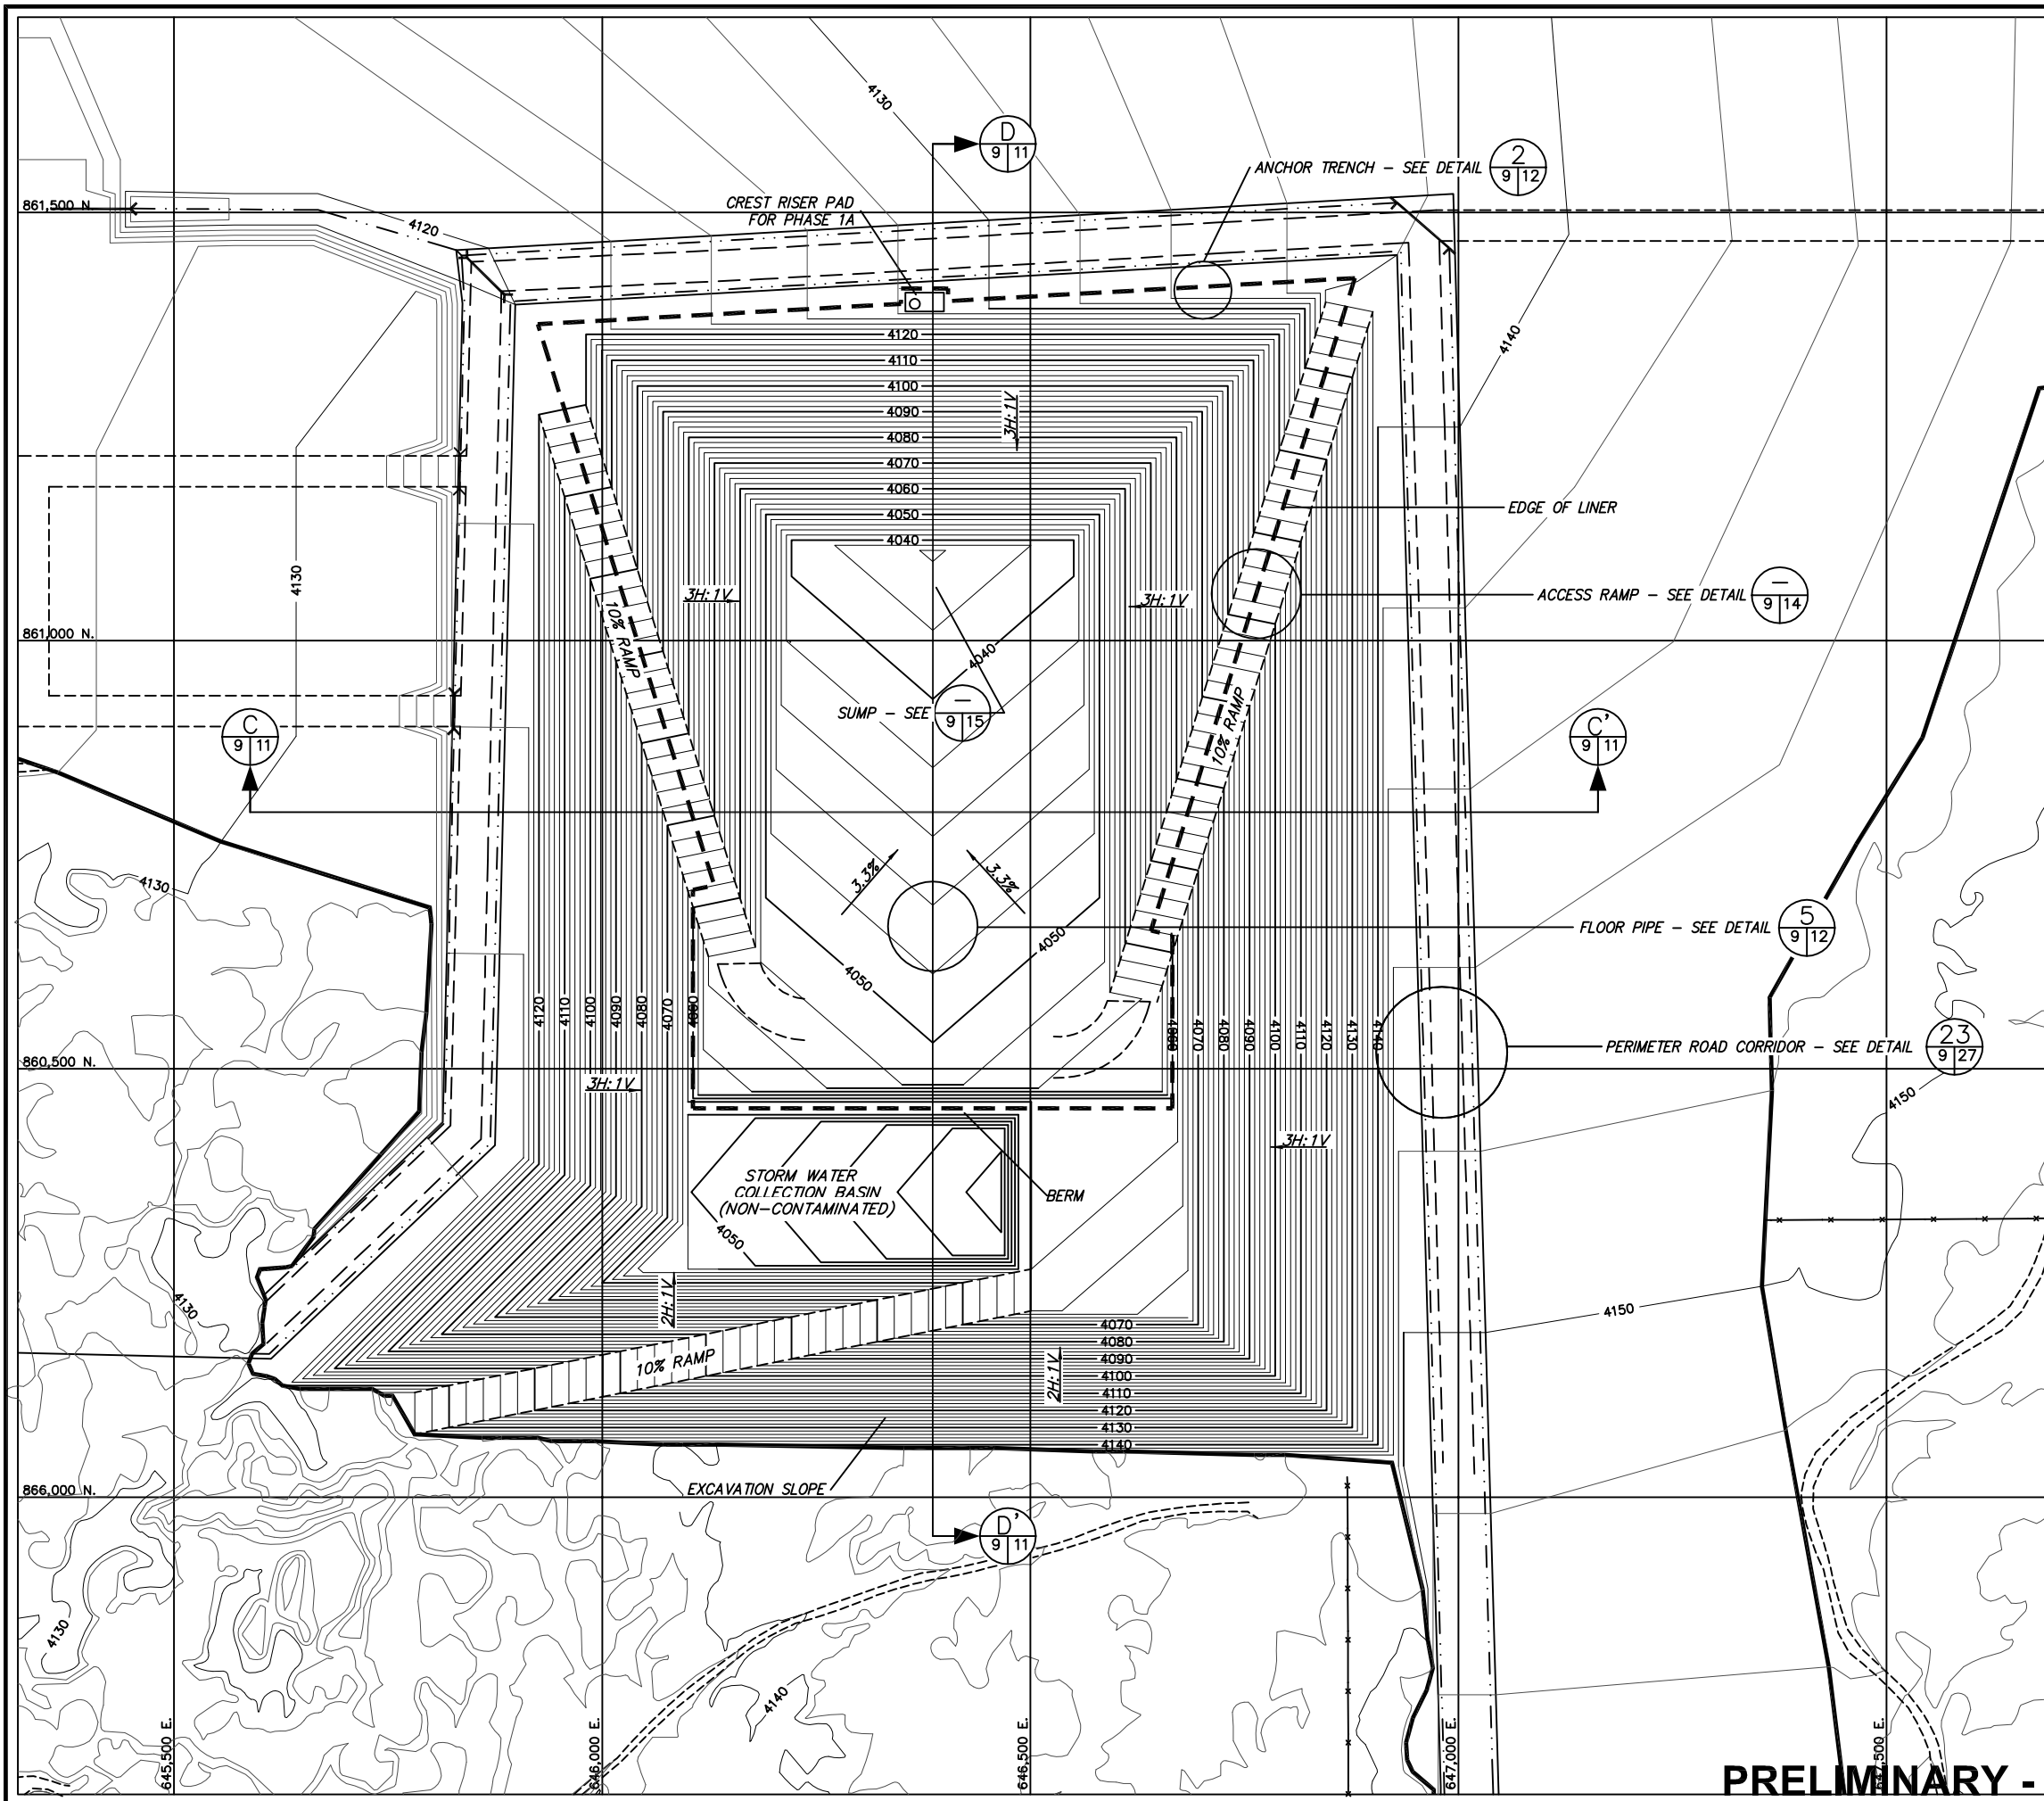 4130
D
9 11
ANCHOR TRENCH - SEE DETAIL
2
9 12
CREST RISER PAD
FOR PHASE 1A
861,500 N.
4120
4140
4120
4110
4100
4090
4080
4070
4060
4050
4040
3H:1V
EDGE OF LINER
4130
3H:1V
3H:1V
ACCESS RAMP - SEE DETAIL
—
9 14
10% RAMP
861,000 N.
4040
SUMP - SEE
—
9 15
10% RAMP
C
9 11
C'
9 11
4130
3.3%
3.3%
FLOOR PIPE - SEE DETAIL
5
9 12
4050
4050
4120
4110
4100
4090
4080
4070
4060
4060
4070
4080
4090
4100
4110
4120
4130
4140
PERIMETER ROAD CORRIDOR - SEE DETAIL
23
9 27
860,500 N.
3H:1V
4150
3H:1V
STORM WATER
COLLECTION BASIN
(NON-CONTAMINATED)
BERM
4050
4130
2H:1V
4150
10% RAMP
2H:1V
4070
4080
4090
4100
4110
4120
4130
4140
EXCAVATION SLOPE
866,000 N.
D'
9 11
4130
4140
645,500 E.
646,000 E.
646,500 E.
647,000 E.
647,500 E.
PRELIMINARY -